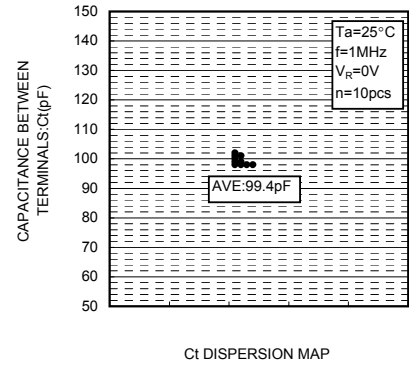 150
140
130
120
110
100
90
80
70
60
50
CAPACITANCE BETWEEN
TERMINALS:Ct(pF)
Ta=25°C
f=1MHz
V_R=0V
n=10pcs
AVE:99.4pF
Ct DISPERSION MAP